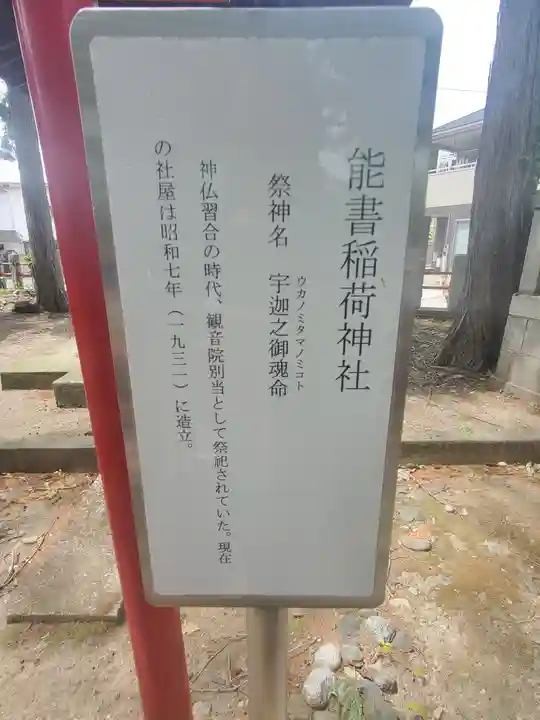 能書稲荷神社
祭神名 宇迦之御魂命
ウカノミタマノミコト
神仏習合の時代、観音院別当として祭祀されていた。現在
の社屋は昭和七年（一九三一）に造立。